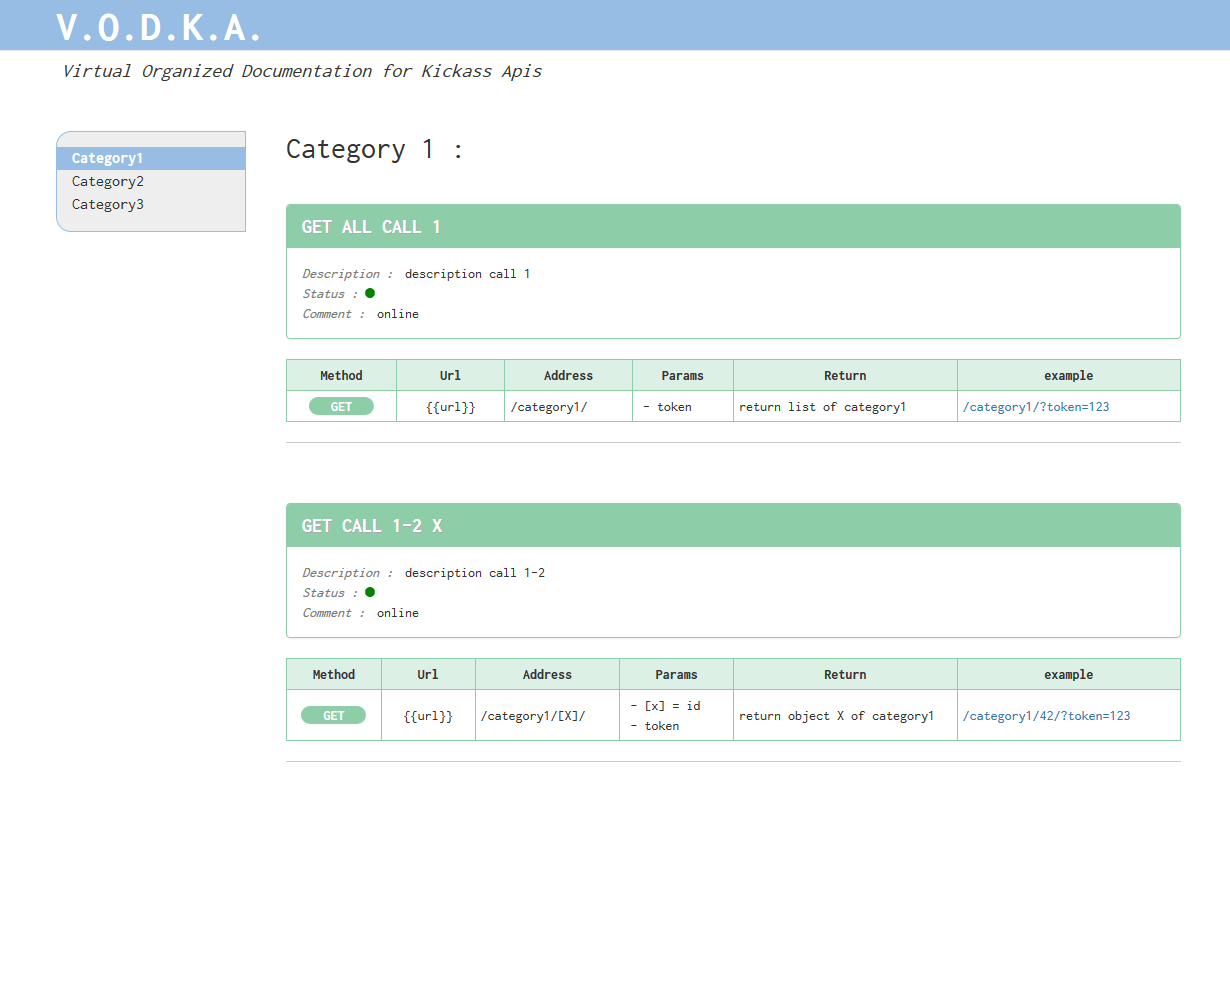 V.O.D.K.A.
Virtual Organized Documentation for Kickass Apis
Category1
Category2
Category3
Category 1 :
GET ALL CALL 1
Description : description call 1
Status :
Comment : online
Method Url Address Params Return example
GET {{url}} /category1/ - token return list of category1 /category1/?token=123
GET CALL 1-2 X
Description : description call 1-2
Status :
Comment : online
Method Url Address Params Return example
GET {{url}} /category1/[X]/ - [x] = id
- token return object X of category1 /category1/42/?token=123